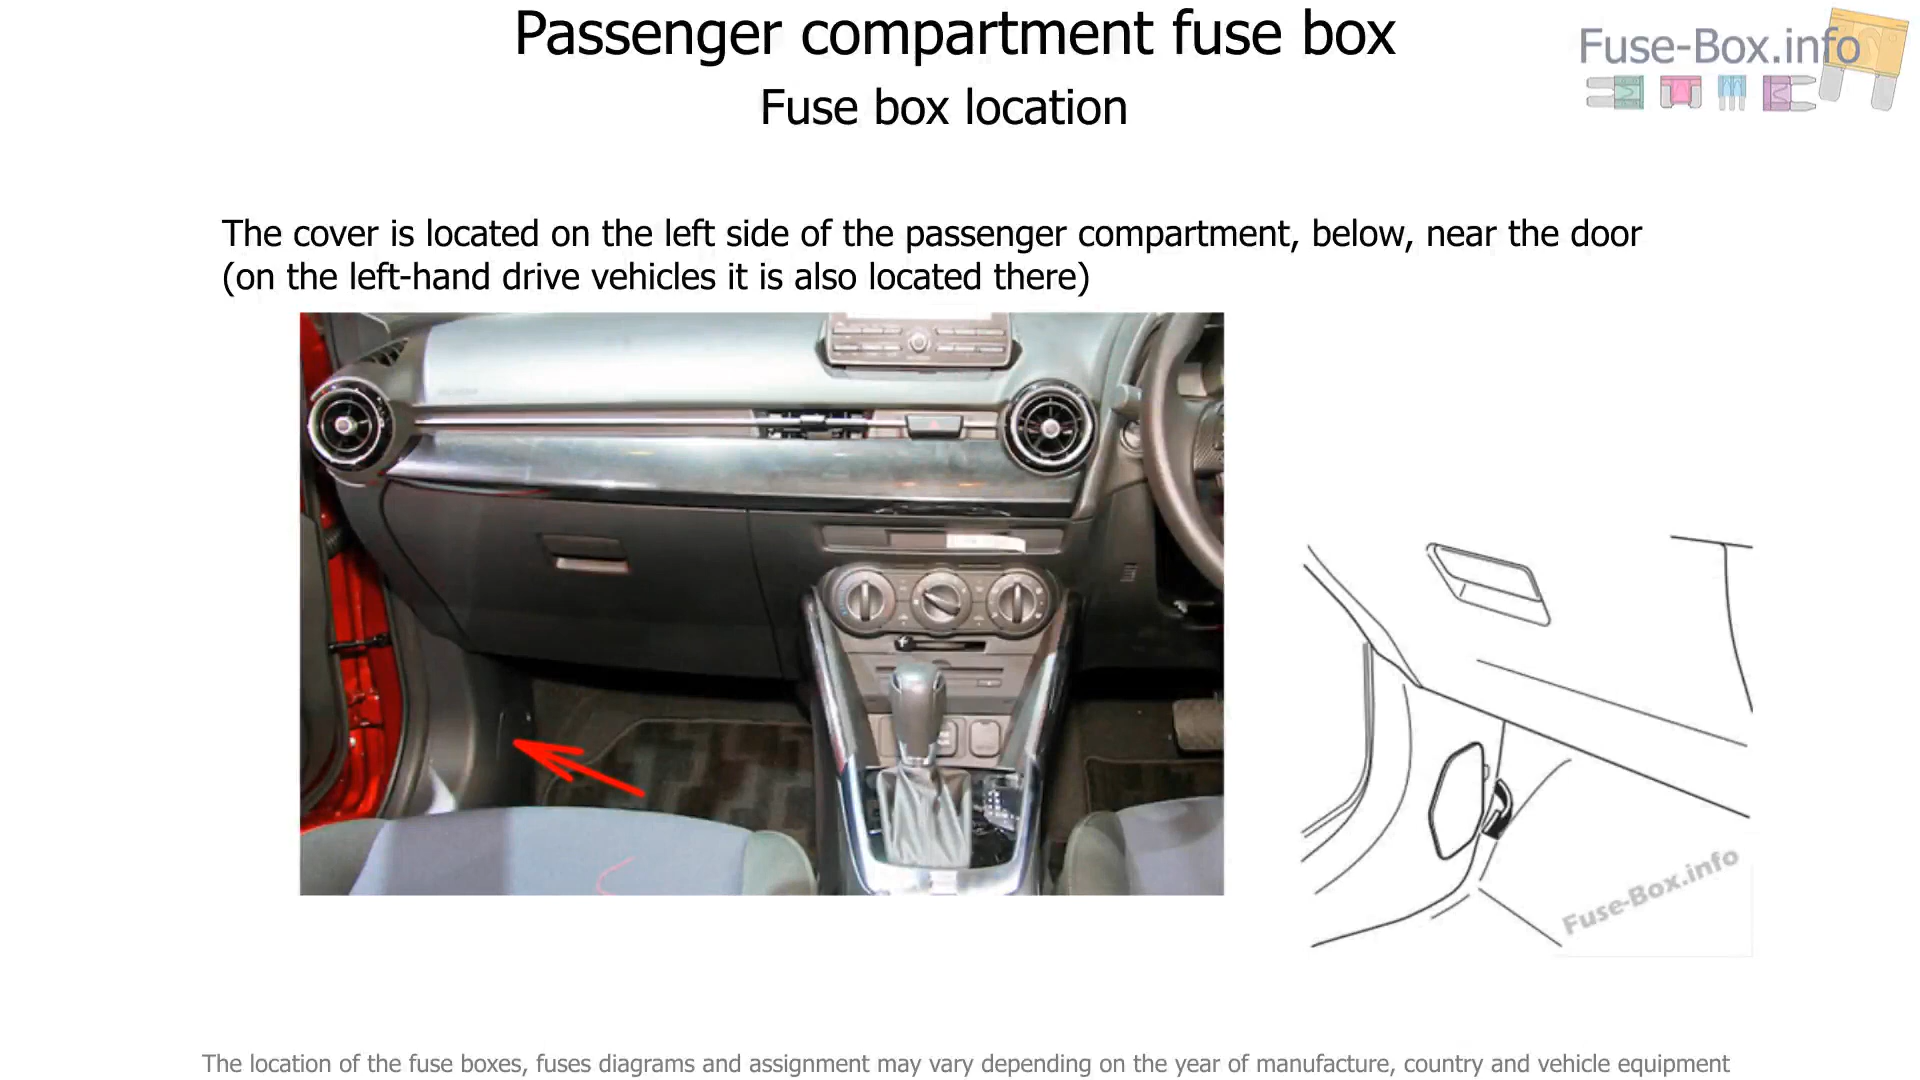 Passenger compartment fuse box
Fuse-Box.info
Fuse box location
The cover is located on the left side of the passenger compartment, below, near the door
(on the left-hand drive vehicles it is also located there)
Fuse-Box.info
The location of the fuse boxes, fuses diagrams and assignment may vary depending on the year of manufacture, country and vehicle equipment